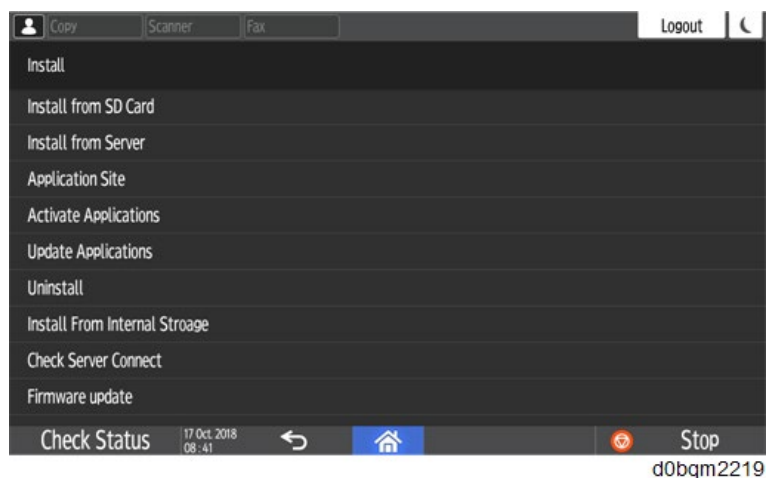 Copy Scanner Fax Logout
Install
Install from SD Card
Install from Server
Application Site
Activate Applications
Update Applications
Uninstall
Install From Internal Stroage
Check Server Connect
Firmware update
Check Status 17 Oct. 2018 Stop
08 : 41
d0bqm2219